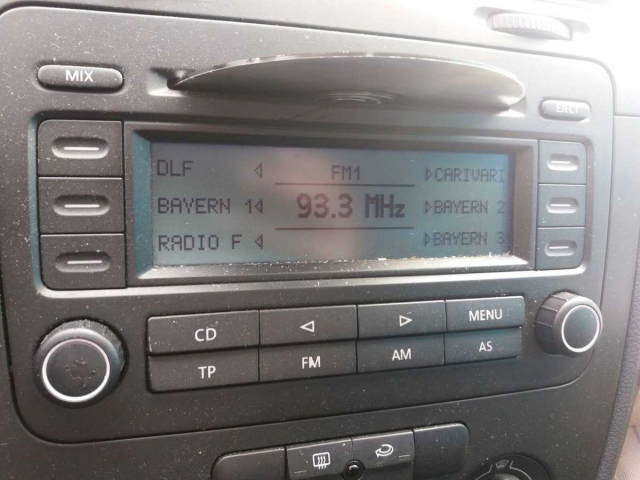 MIX
EJECT
DLF ◁ FM1 ▷CARIVARI
BAYERN 1◁ 93.3 MHz ▷BAYERN 2
RADIO F ◁ ▷BAYERN 3
CD ◁ ▷ MENU
TP FM AM AS